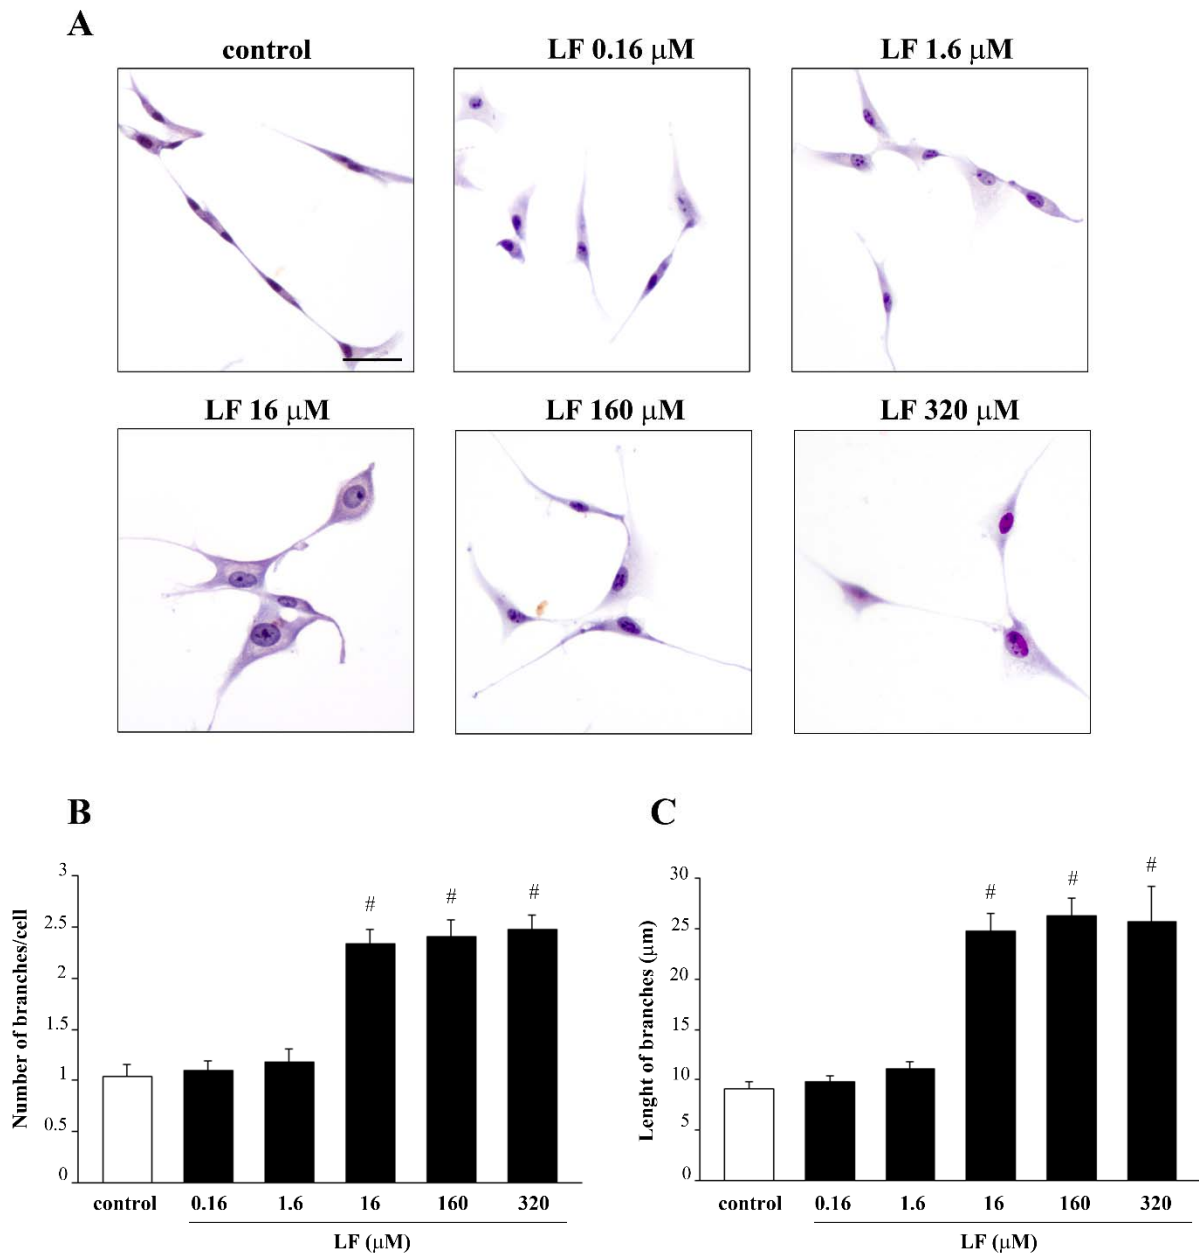 A
control LF 0.16 μM LF 1.6 μM
LF 16 μM LF 160 μM LF 320 μM
B
Number of branches/cell
3
2.5
2
1.5
1
0.5
0
# # #
control 0.16 1.6 16 160 320
LF (μM)
C
Lenght of branches (μm)
30
25
20
15
10
5
0
# # #
control 0.16 1.6 16 160 320
LF (μM)